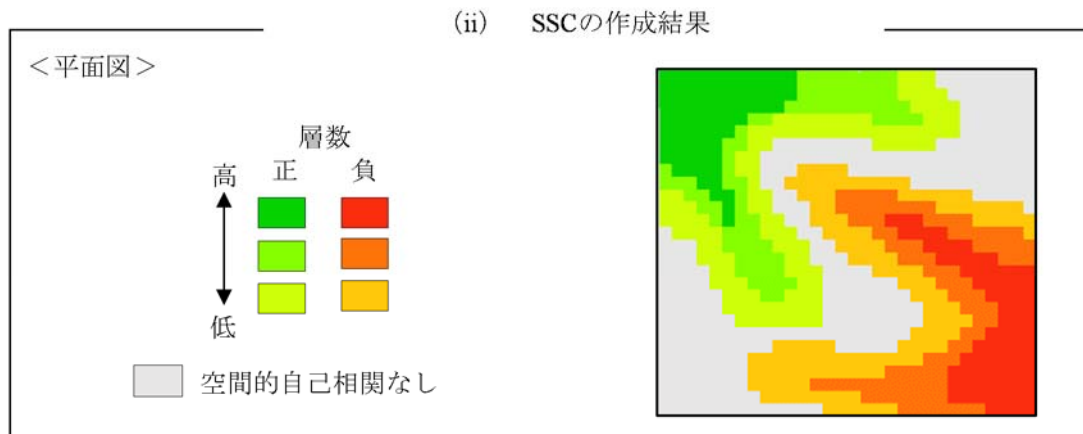 (ii) SSCの作成結果
＜平面図＞
層数
正 負
高
低
空間的自己相関なし